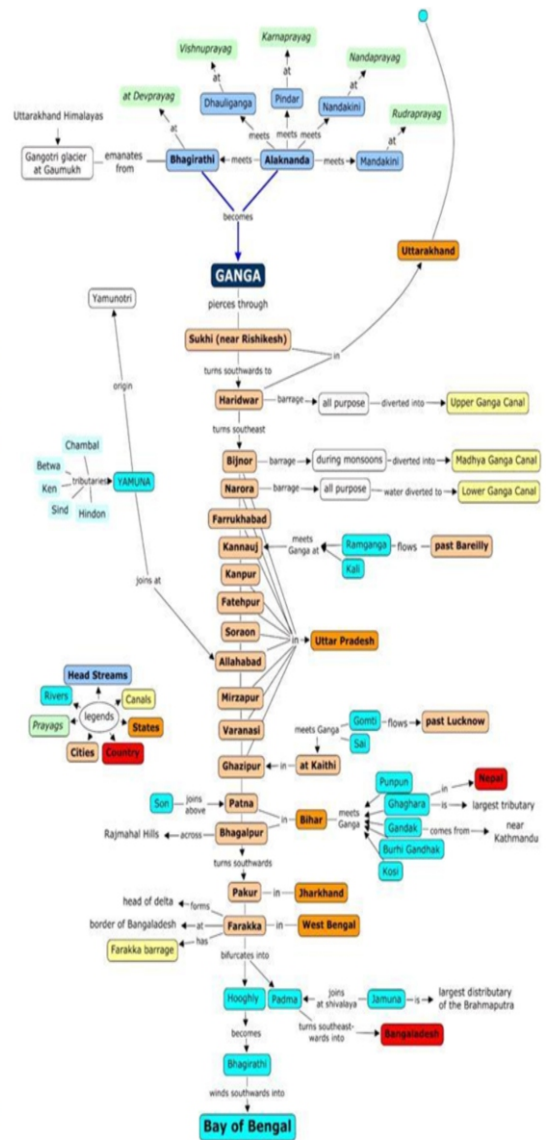 Karnaprayag
Vishnuprayag
Nandaprayag
at
at
at
Pindar
at Devprayag
Dhauliganga
Nandakini
Rudraprayag
Uttarakhand Himalayas
at
meets
meets
meets
at
Gangotri glacier
at Gaumukh
emanates
from
Bhagirathi
meets
Alaknanda
meets
Mandakini
becomes
Uttarakhand
GANGA
Yamunotri
pierces through
Sukhi (near Rishikesh)
in
turns southwards to
origin
Haridwar
barrage
all purpose
diverted into
Upper Ganga Canal
turns southeast
Chambal
Bijnor
barrage
during monsoons
diverted into
Madhya Ganga Canal
Betwa
tributaries
YAMUNA
Ken
Narora
barrage
all purpose
water diverted to
Lower Ganga Canal
Sind
Hindon
Farrukhabad
Kannauj
meets
Ganga at
Ramganga
flows
past Bareilly
Kali
Kanpur
joins at
Fatehpur
Soraon
in
Uttar Pradesh
Allahabad
Head Streams
Rivers
Canals
Mirzapur
legends
Prayags
States
Varanasi
Gomti
flows
past Lucknow
meets Ganga
Cities
Country
Sai
Ghazipur
in
at Kaithi
Punpun
Nepal
in
Son
joins
above
Patna
Ghaghara
is
largest tributary
in
Bihar
meets
Ganga
Rajmahal Hills
across
Bhagalpur
Gandak
comes from
near
Kathmandu
Burhi Gandhak
turns southwards
Kosi
Pakur
in
Jharkhand
head of delta
forms
border of Bangaladesh
at
Farakka
in
West Bengal
has
Farakka barrage
bifurcates into
Hooghly
Padma
joins
at shivalaya
Jamuna
is
largest distributary
of the Brahmaputra
becomes
turns southeast-
wards into
Bangaladesh
Bhagirathi
winds southwards into
Bay of Bengal